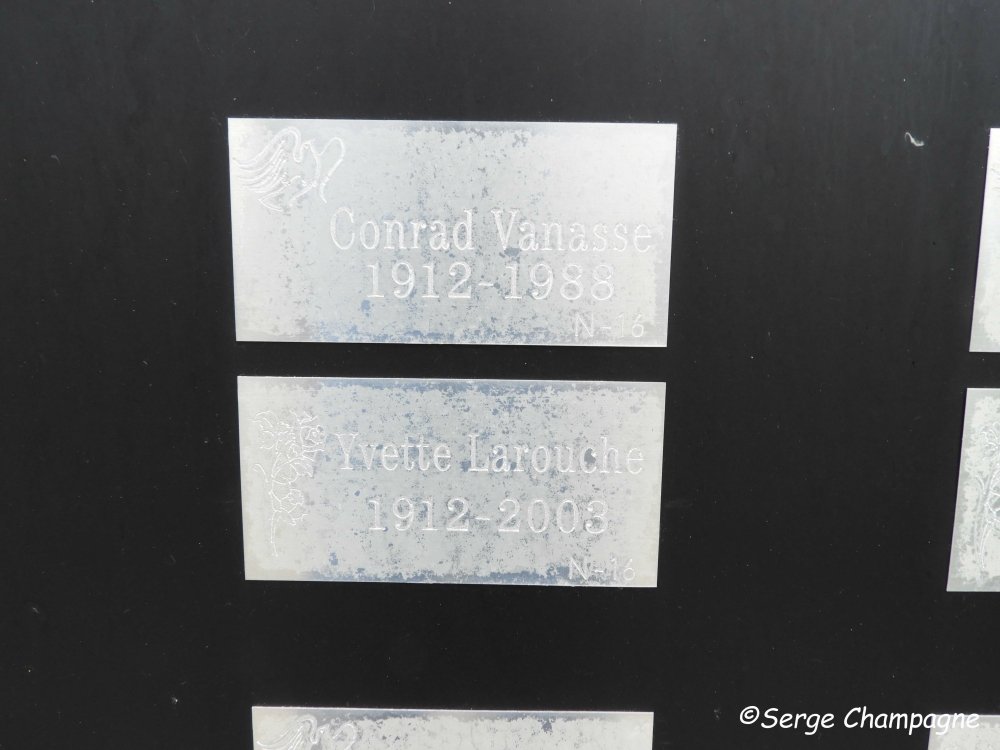 Conrad Vanasse
1912-1988
N-16
Yvette Larouche
1912-2003
N-16
©Serge Champagne